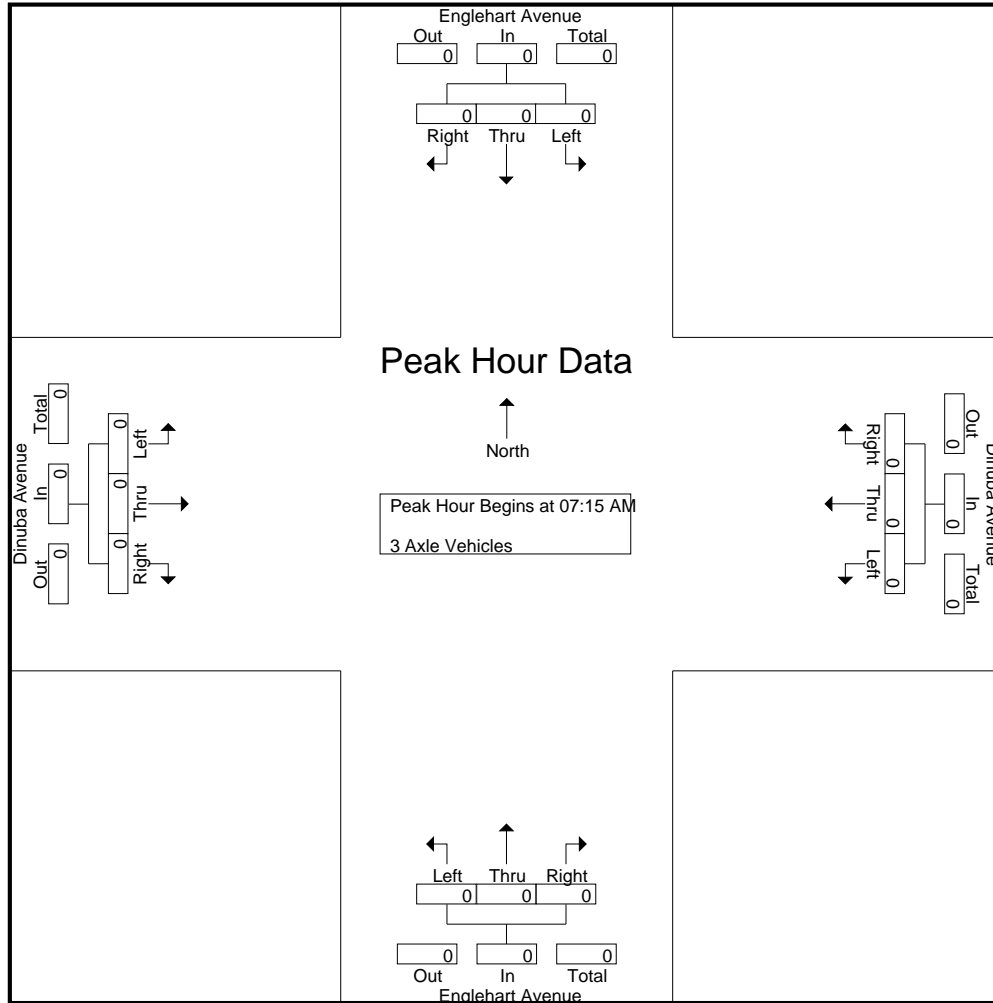 Englehart Avenue
Out In Total
0 0 0
0 0 0
Right Thru Left
Peak Hour Data
North
Peak Hour Begins at 07:15 AM
3 Axle Vehicles
Dinuba Avenue
Out In Total
0 0 0
0 0 0
Right Thru Left
Dinuba Avenue
Out In Total
0 0 0
0 0 0
Right Thru Left
Left Thru Right
0 0 0
0 0 0
Out In Total
Englehart Avenue